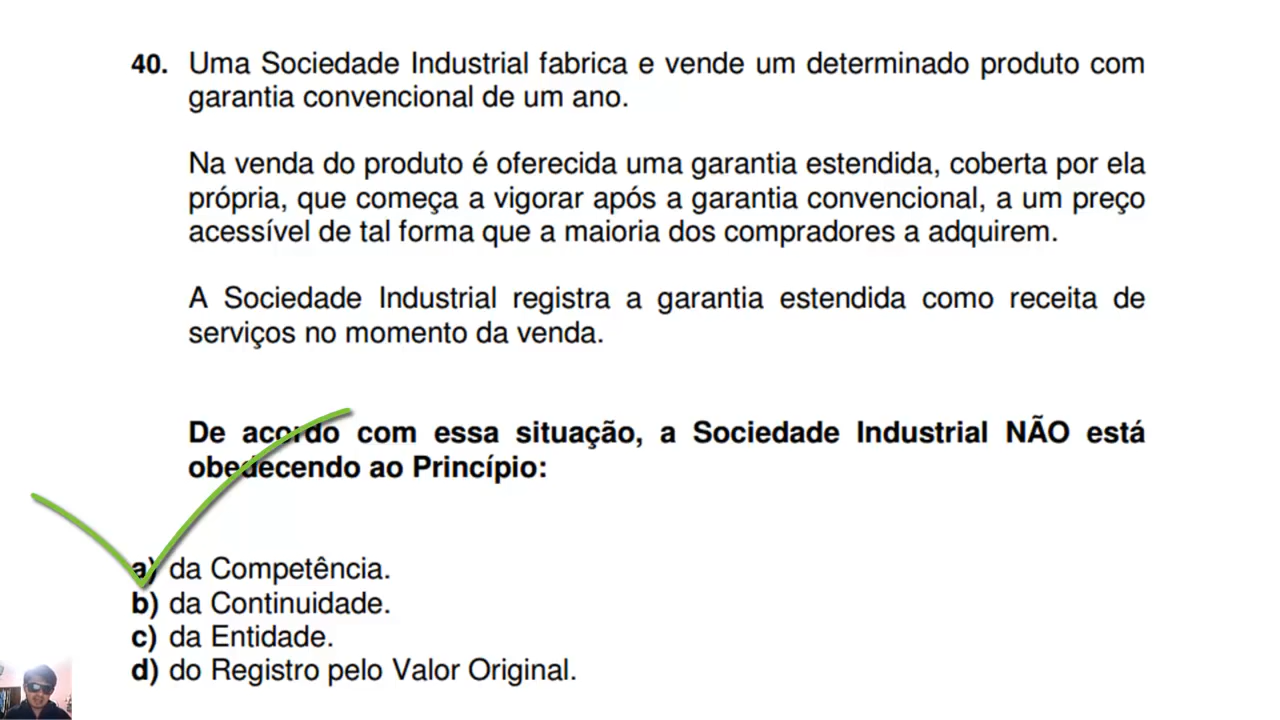 40. Uma Sociedade Industrial fabrica e vende um determinado produto com
garantia convencional de um ano.
Na venda do produto é oferecida uma garantia estendida, coberta por ela
própria, que começa a vigorar após a garantia convencional, a um preço
acessível de tal forma que a maioria dos compradores a adquirem.
A Sociedade Industrial registra a garantia estendida como receita de
serviços no momento da venda.
De acordo com essa situação, a Sociedade Industrial NÃO está
obedecendo ao Princípio:
a) da Competência.
b) da Continuidade.
c) da Entidade.
d) do Registro pelo Valor Original.